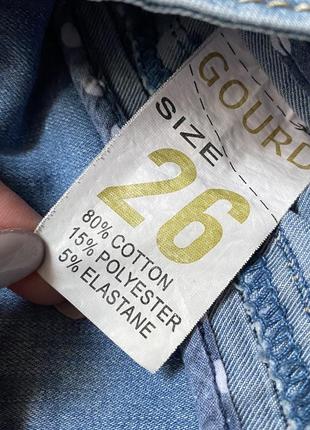 GOURD
SIZE
26
80% COTTON
15% POLYESTER
5% ELASTANE